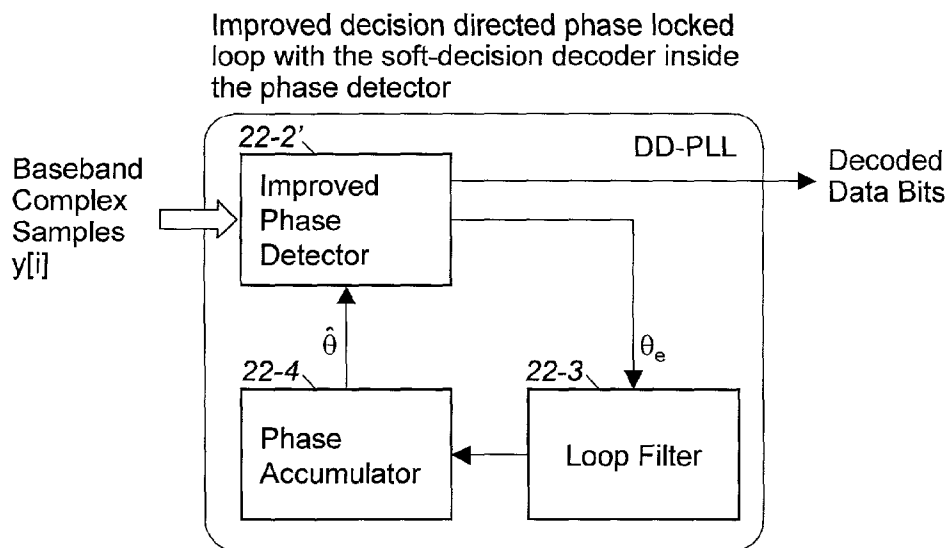 Improved decision directed phase locked
loop with the soft-decision decoder inside
the phase detector
22-2'
DD-PLL
Baseband
Complex
Samples
y[i]
Improved
Phase
Detector
Decoded
Data Bits
θ̂
θe
22-4
22-3
Phase
Accumulator
Loop Filter